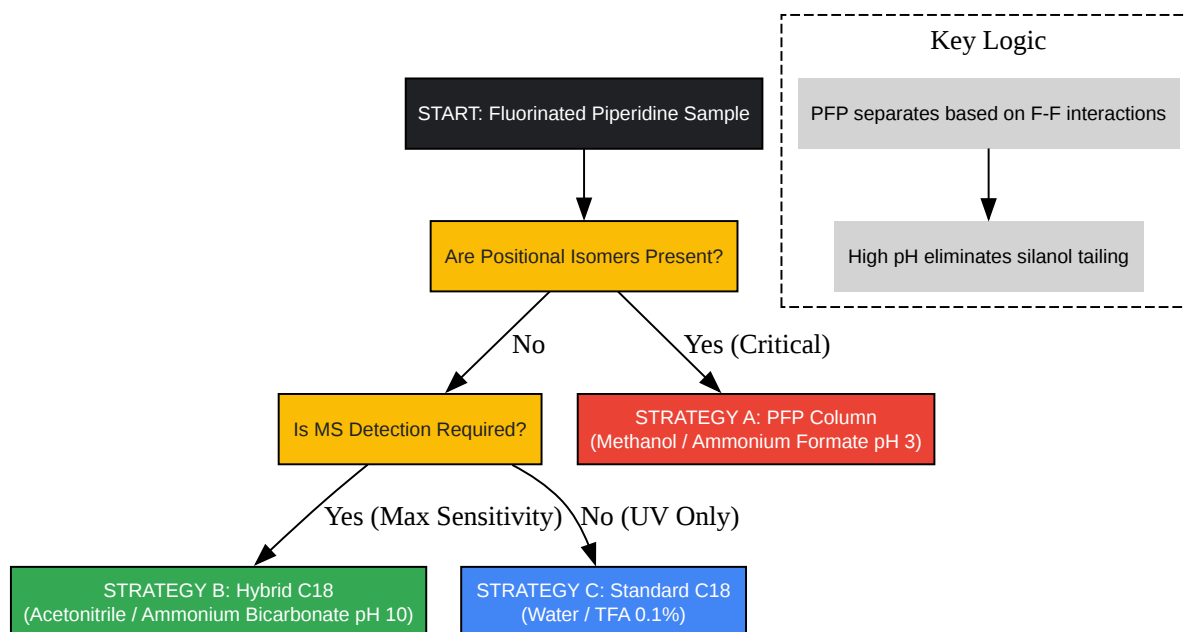 Key Logic
START: Fluorinated Piperidine Sample
PFP separates based on F-F interactions
Are Positional Isomers Present?
High pH eliminates silanol tailing
No
Yes (Critical)
Is MS Detection Required?
STRATEGY A: PFP Column
(Methanol / Ammonium Formate pH 3)
Yes (Max Sensitivity)
No (UV Only)
STRATEGY B: Hybrid C18
(Acetonitrile / Ammonium Bicarbonate pH 10)
STRATEGY C: Standard C18
(Water / TFA 0.1%)